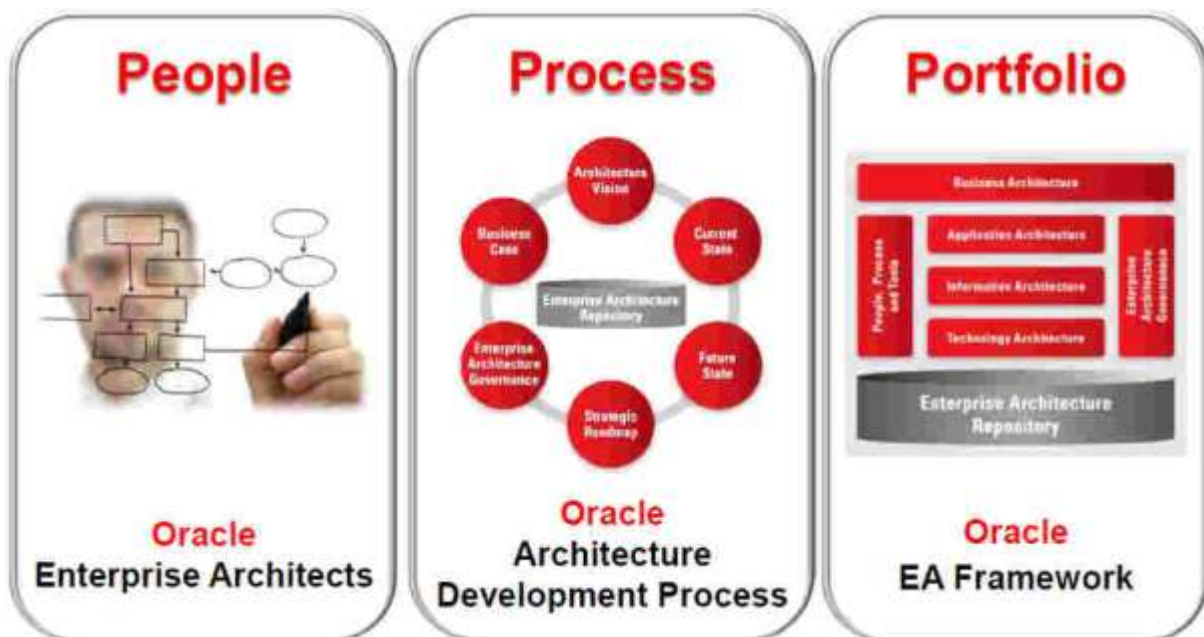 People
Oracle
Enterprise Architects
Process
Architecture
Vision
Current
State
Future
State
Strategic
Roadmap
Enterprise
Architecture
Governance
Business
Case
Enterprise Architecture
Repository
Oracle
Architecture
Development Process
Portfolio
Business Architecture
People, Process
and Tools
Application Architecture
Information Architecture
Technology Architecture
Enterprise
Architecture
Governance
Enterprise Architecture
Repository
Oracle
EA Framework